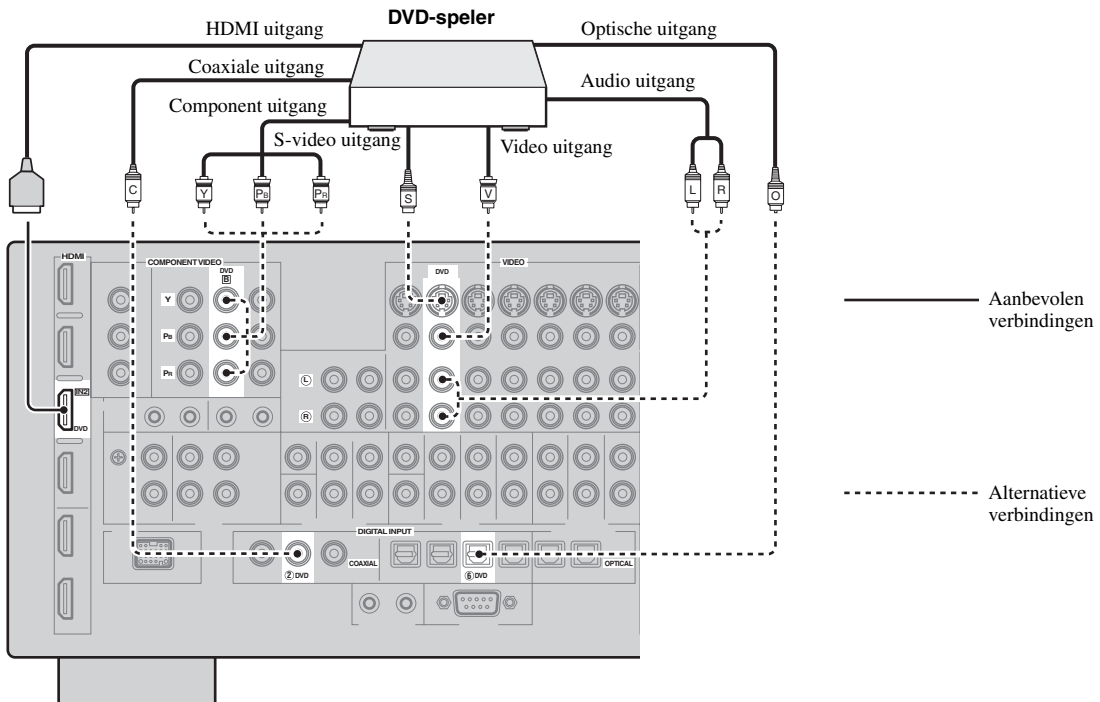 DVD-speler
HDMI uitgang
Optische uitgang
Coaxiale uitgang
Audio uitgang
Component uitgang
S-video uitgang
Video uitgang
C
Y
PB
PR
S
V
L
R
O
HDMI
COMPONENT VIDEO
VIDEO
DVD
B
DVD
Y
PB
PR
L
R
IN2
DVD
Aanbevolen
verbindingen
Alternatieve
verbindingen
DIGITAL INPUT
COAXIAL
OPTICAL
② DVD
⑥ DVD